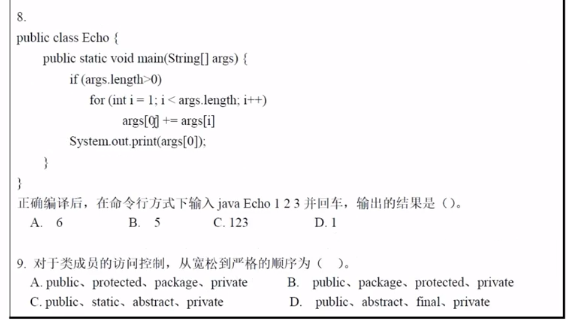 8.
public class Echo {
public static void main(String[] args) {
if (args.length>0)
for (int i = 1; i < args.length; i++)
args[0] += args[i]
System.out.print(args[0]);
}
}
正确编译后，在命令行方式下输入 java Echo 1 2 3 并回车，输出的结果是（）。
A. 6 B. 5 C. 123 D. 1
9. 对于类成员的访问控制，从宽松到严格的顺序为（ ）。
A. public、protected、package、private B. public、package、protected、private
C. public、static、abstract、private D. public、abstract、final、private